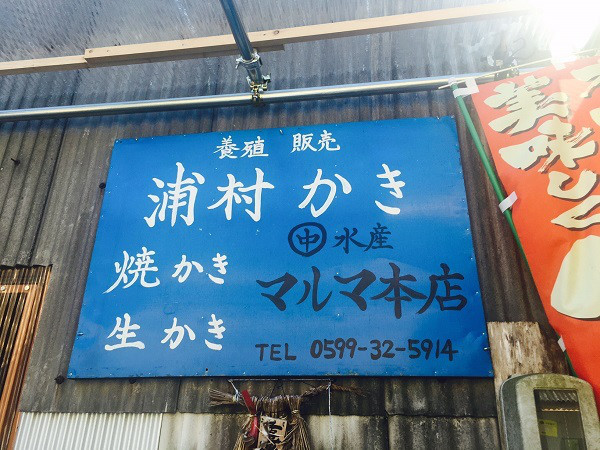 養殖 販売
浦村かき
㊥水産
焼かき
マルマ本店
生かき
TEL 0599-32-5914
美味しい